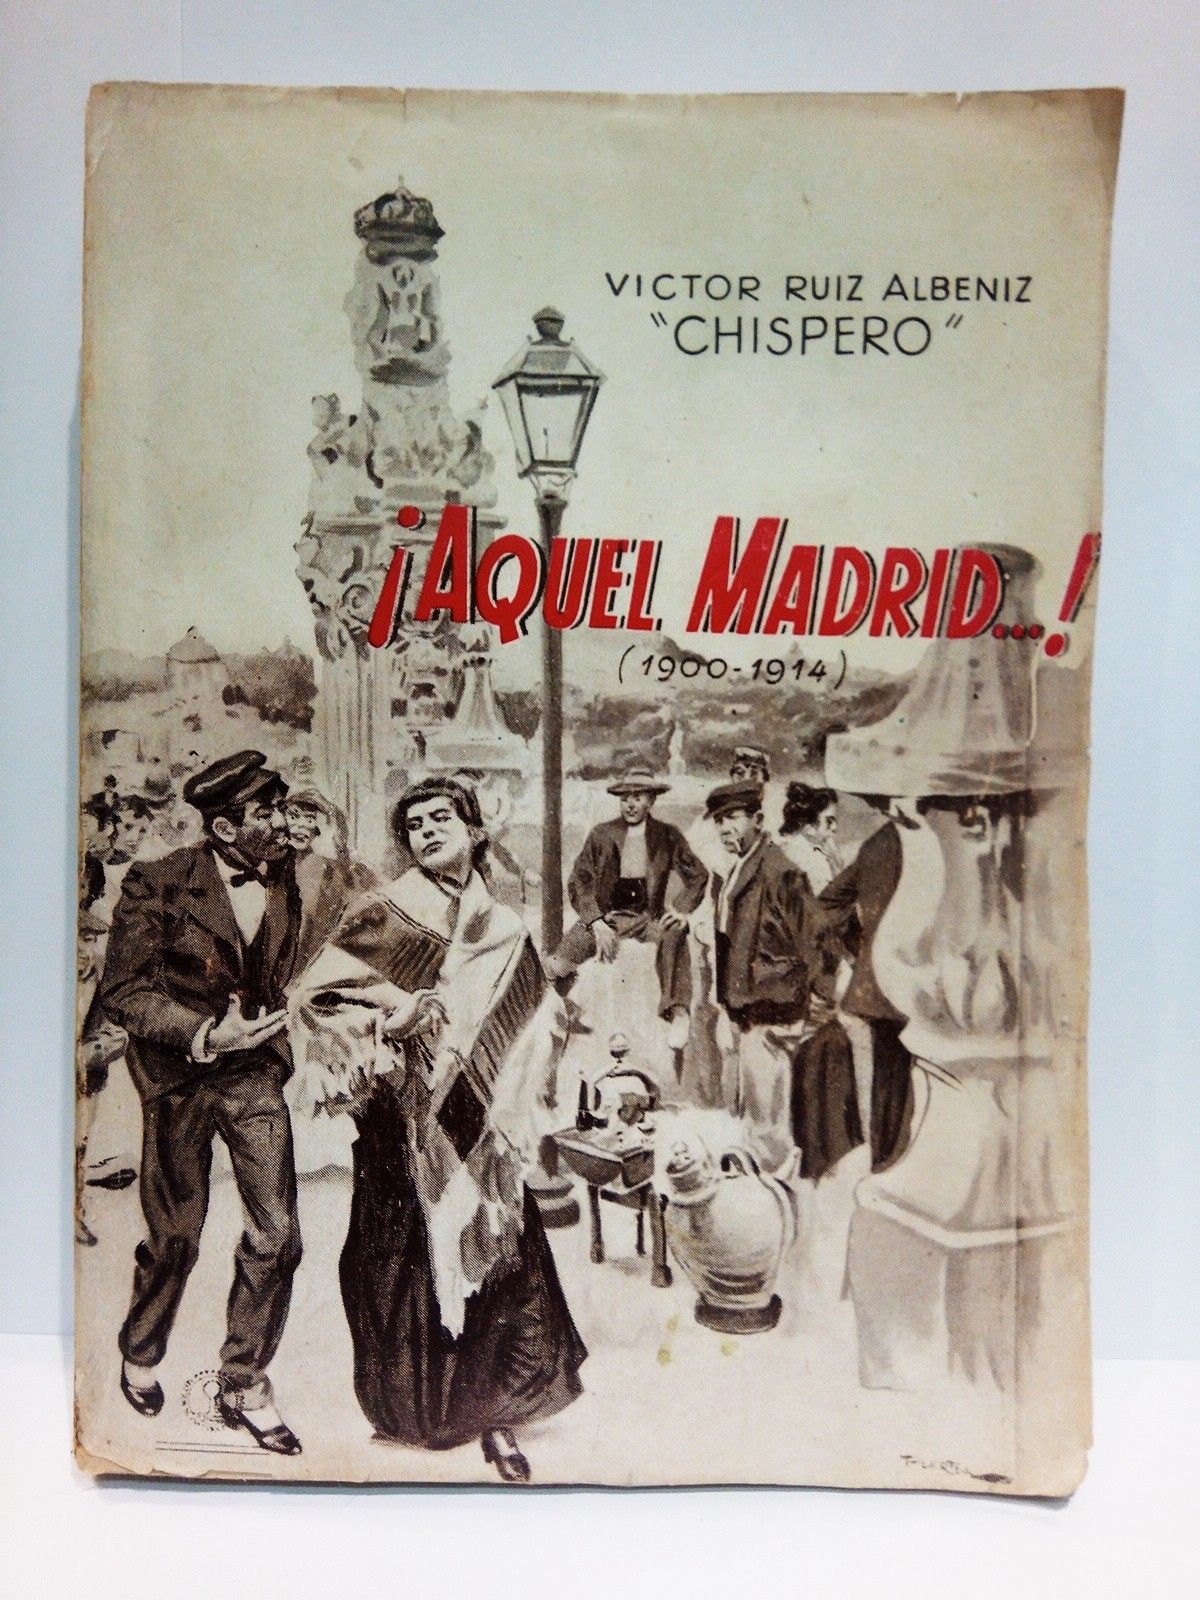 VICTOR RUIZ ALBENIZ
"CHISPERO"
¡AQUEL MADRID...!
(1900-1914)